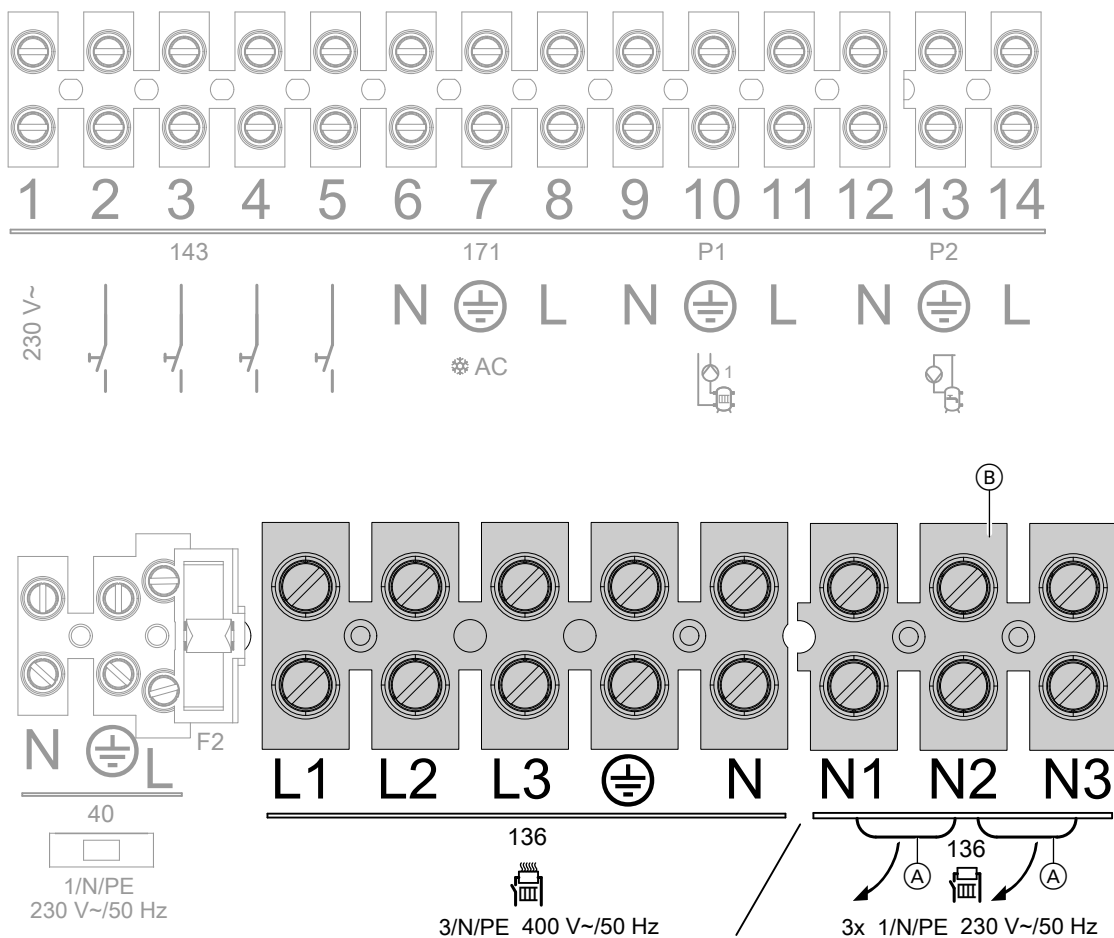 1 2 3 4 5 6 7 8 9 10 11 12 13 14
143 171 P1 P2
230 V~ N L N L N L
AC 1
B
N L F2 L1 L2 L3 N N1 N2 N3
40 136 136
A A
1/N/PE
230 V~/50 Hz
3/N/PE 400 V~/50 Hz 3x 1/N/PE 230 V~/50 Hz